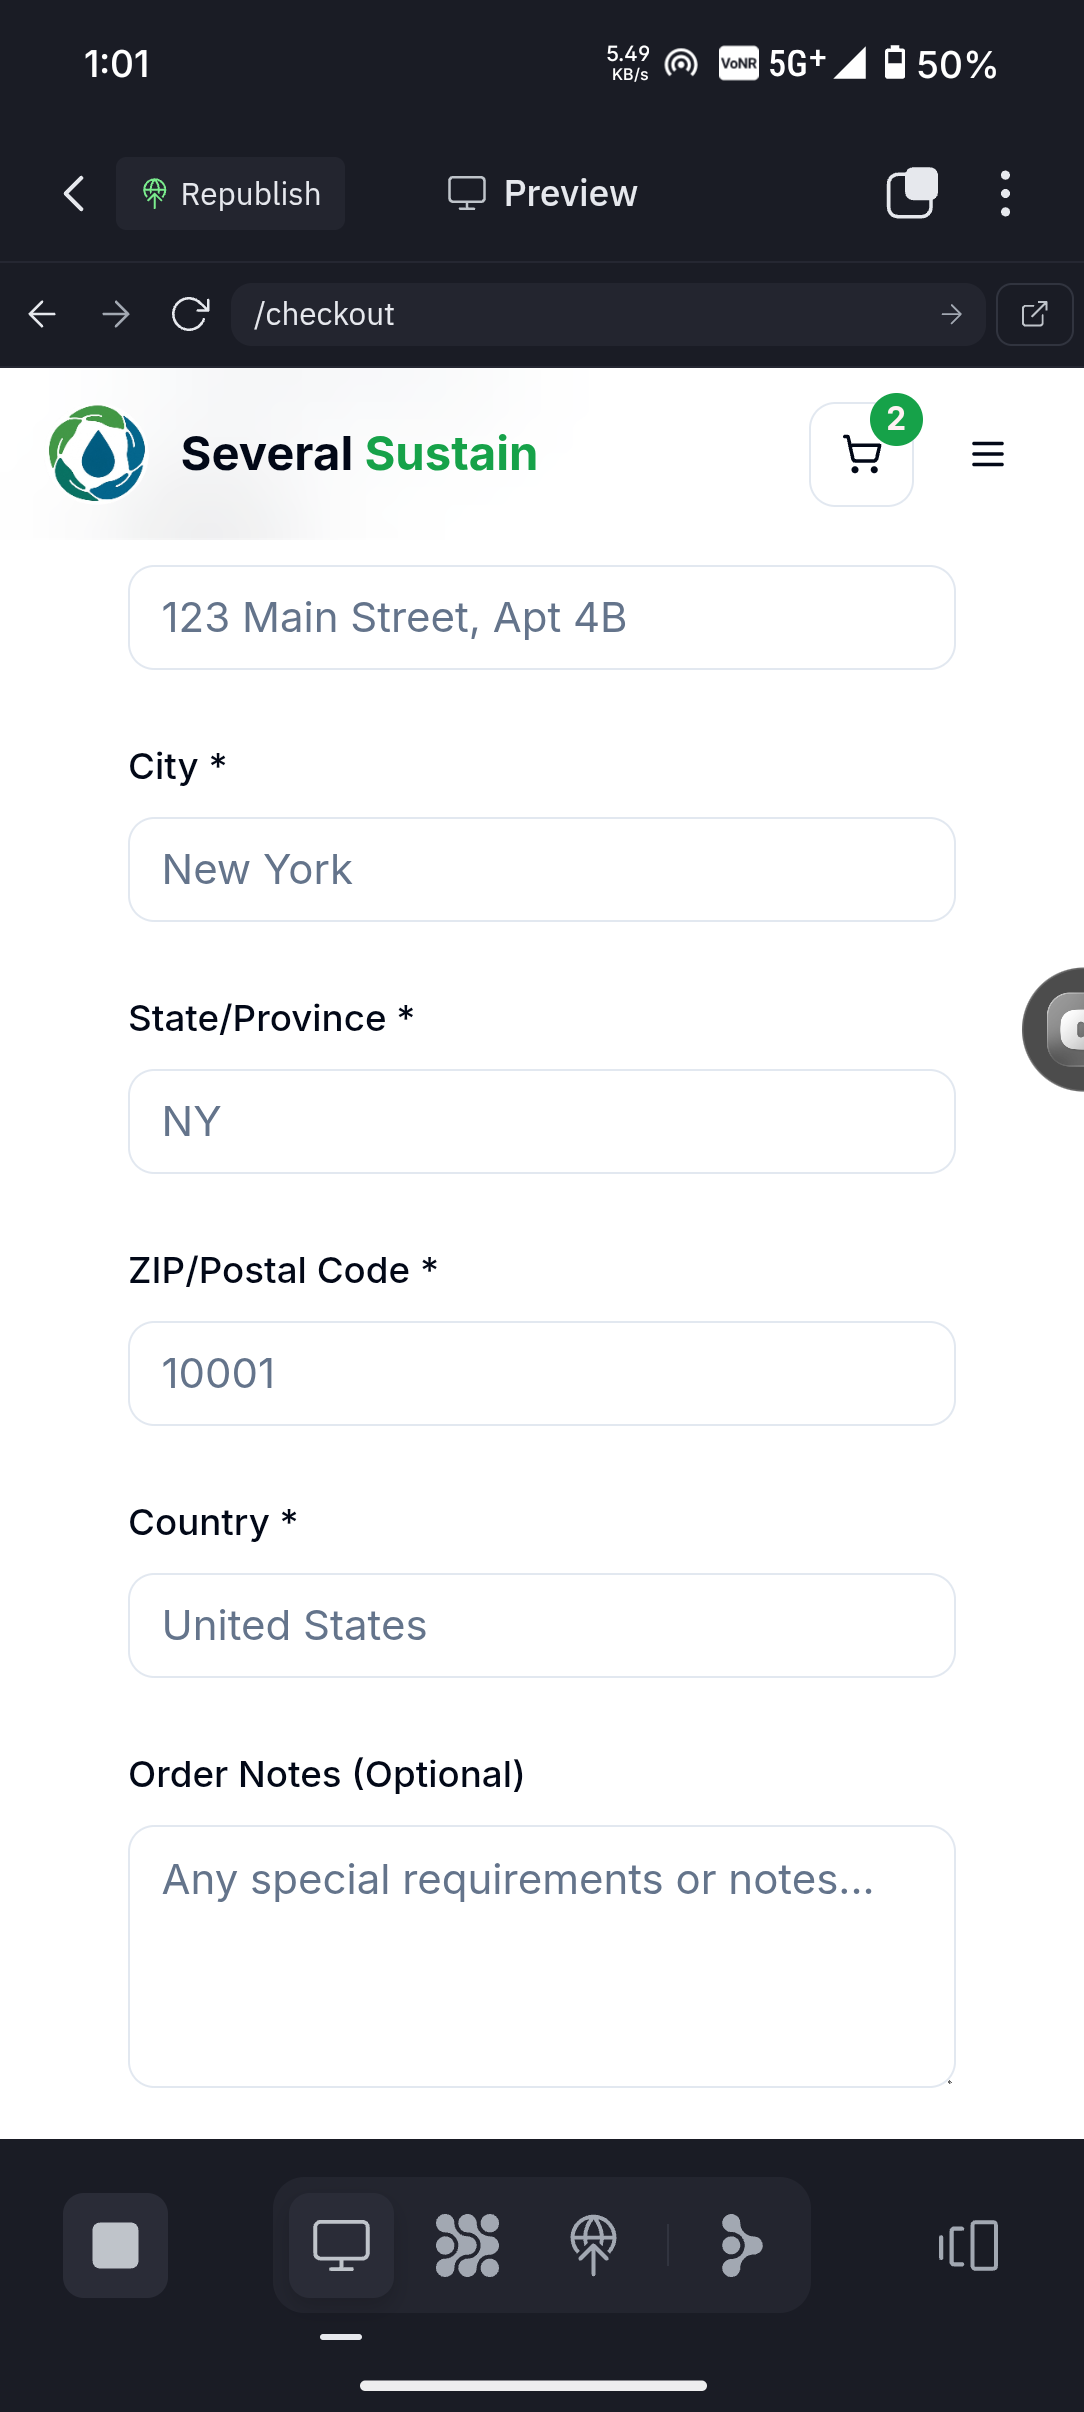 1:01
5.49
KB/s
VoNR
5G+
50%
Republish
Preview
/checkout
Several Sustain
2
123 Main Street, Apt 4B
City *
New York
State/Province *
NY
ZIP/Postal Code *
10001
Country *
United States
Order Notes (Optional)
Any special requirements or notes...